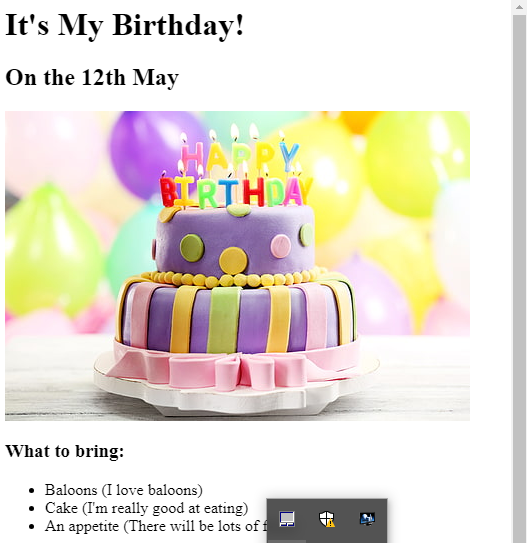 It's My Birthday!
On the 12th May
HAPPY
BIRTHDAY
What to bring:
Baloons (I love baloons)
Cake (I'm really good at eating)
An appetite (There will be lots of